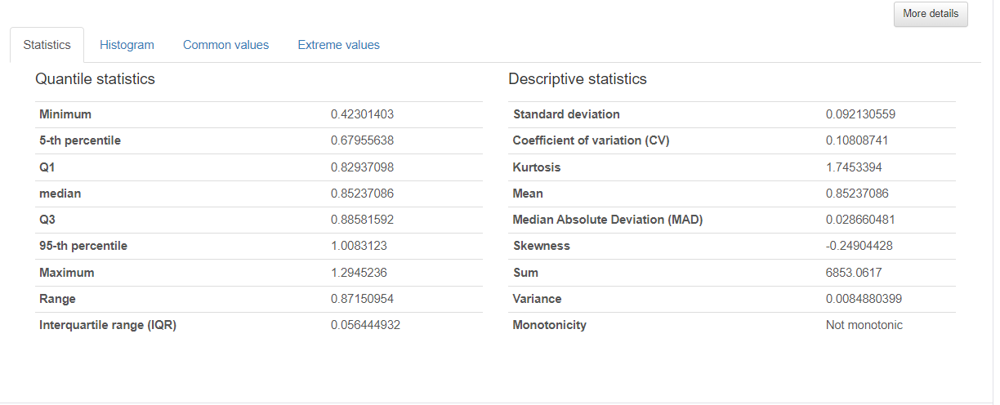 More details
Statistics Histogram Common values Extreme values
Quantile statistics
Minimum 0.42301403
5-th percentile 0.67955638
Q1 0.82937098
median 0.85237086
Q3 0.88581592
95-th percentile 1.0083123
Maximum 1.2945236
Range 0.87150954
Interquartile range (IQR) 0.056444932
Descriptive statistics
Standard deviation 0.092130559
Coefficient of variation (CV) 0.10808741
Kurtosis 1.7453394
Mean 0.85237086
Median Absolute Deviation (MAD) 0.028660481
Skewness -0.24904428
Sum 6853.0617
Variance 0.0084880399
Monotonicity Not monotonic